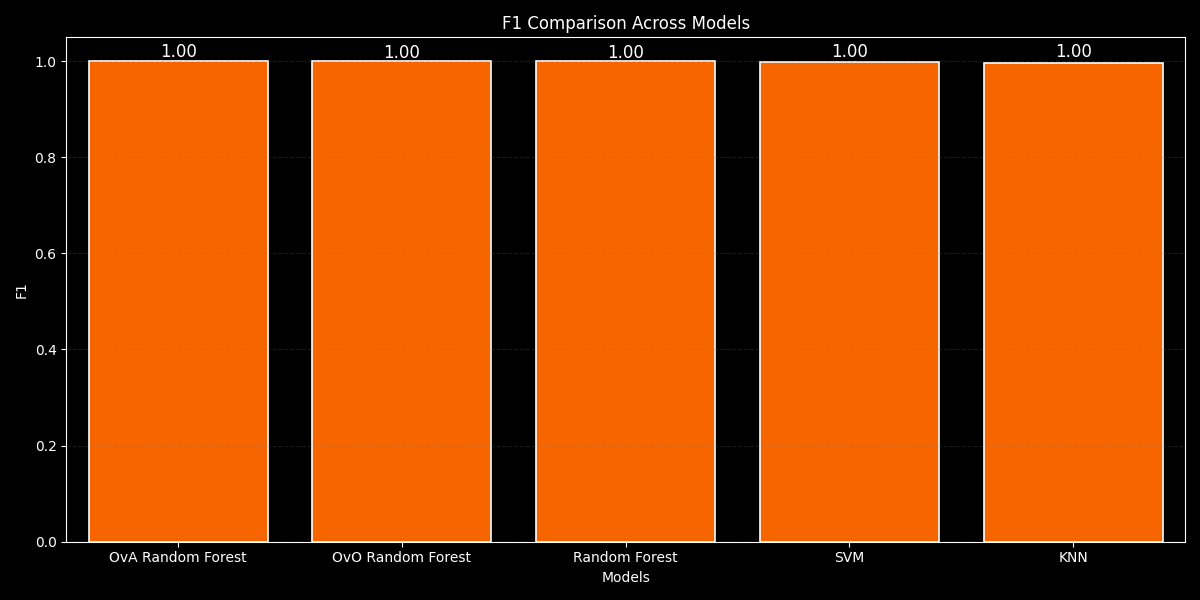 F1 Comparison Across Models
1.00 1.00 1.00 1.00 1.00
1.0
0.8
0.6
0.4
0.2
0.0
F1
OvA Random Forest OvO Random Forest Random Forest SVM KNN
Models